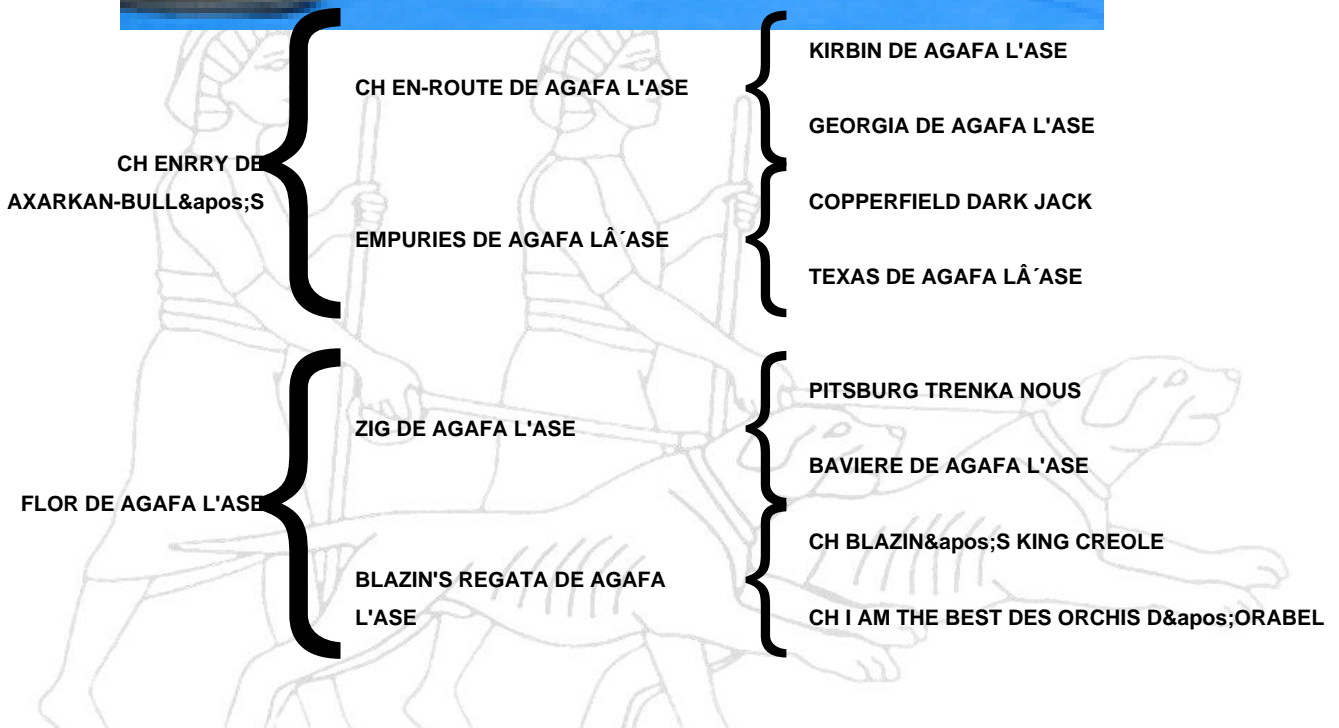 KIRBIN DE AGAFA L'ASE
CH EN-ROUTE DE AGAFA L'ASE
GEORGIA DE AGAFA L'ASE
CH ENRRY DE
AXARKAN-BULL&apos;S
COPPERFIELD DARK JACK
EMPURIES DE AGAFA LÂ´ASE
TEXAS DE AGAFA LÂ´ASE
PITSBURG TRENKA NOUS
ZIG DE AGAFA L'ASE
BAVIERE DE AGAFA L'ASE
FLOR DE AGAFA L'ASE
CH BLAZIN&apos;S KING CREOLE
BLAZIN'S REGATA DE AGAFA
L'ASE
CH I AM THE BEST DES ORCHIS D&apos;ORABEL